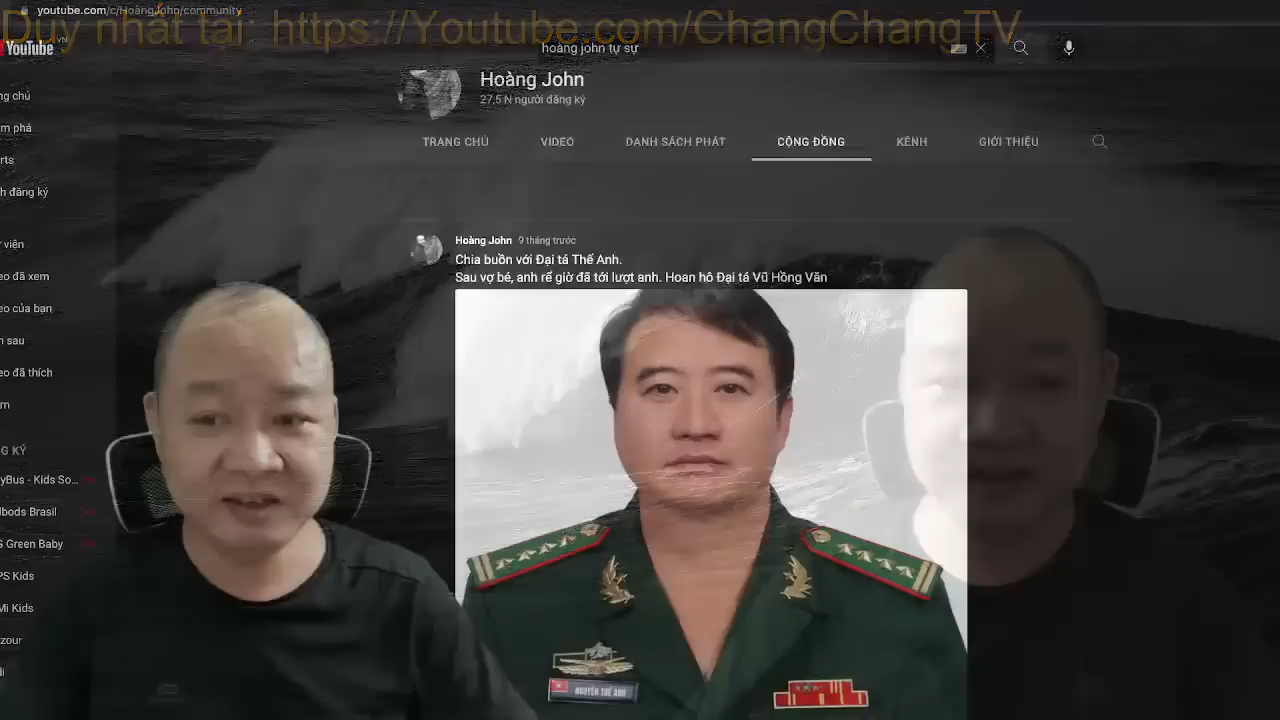 youtube.com/c/HoàngJohn/community
Duy nhất tại: https://Youtube.com/ChangChangTV
YouTube VN
hoàng john tự sự
Hoàng John
27,5 N người đăng ký
TRANG CHỦ VIDEO DANH SÁCH PHÁT CỘNG ĐỒNG KÊNH GIỚI THIỆU
ng chủ
m phá
rts
h đăng ký
viện
eo đã xem
eo của bạn
n sau
eo đã thích
m
G KÝ
yBus - Kids So...
lbods Brasil
S Green Baby
PS Kids
Mi Kids
zour
Hoàng John 9 tháng trước
Chia buồn với Đại tá Thế Anh.
Sau vợ bé, anh rể giờ đã tới lượt anh. Hoan hô Đại tá Vũ Hồng Văn
NGUYỄN THẾ ANH